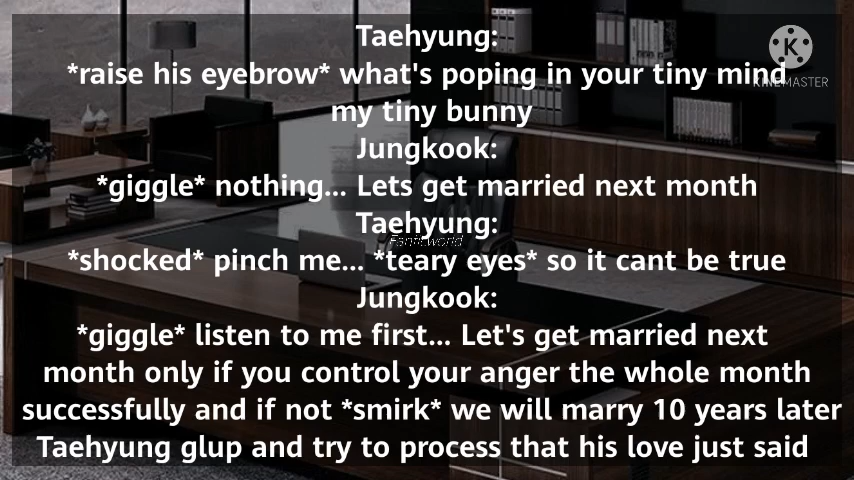 Taehyung:
*raise his eyebrow* what's poping in your tiny mind
my tiny bunny
Jungkook:
*giggle* nothing... Lets get married next month
Taehyung:
Fanficworld
*shocked* pinch me... *teary eyes* so it cant be true
Jungkook:
*giggle* listen to me first... Let's get married next
month only if you control your anger the whole month
successfully and if not *smirk* we will marry 10 years later
Taehyung glup and try to process that his love just said
K
KINEMASTER